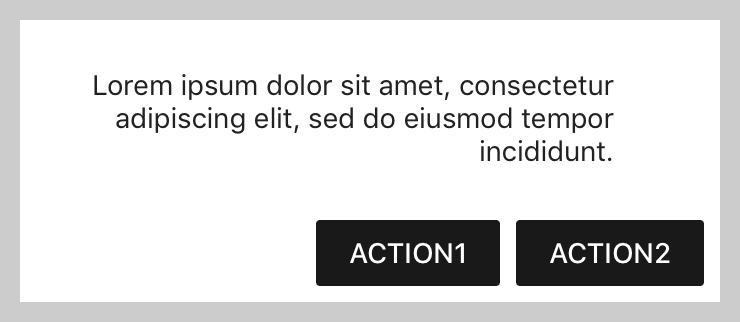 Lorem ipsum dolor sit amet, consectetur
adipiscing elit, sed do eiusmod tempor
incididunt.
ACTION1 ACTION2